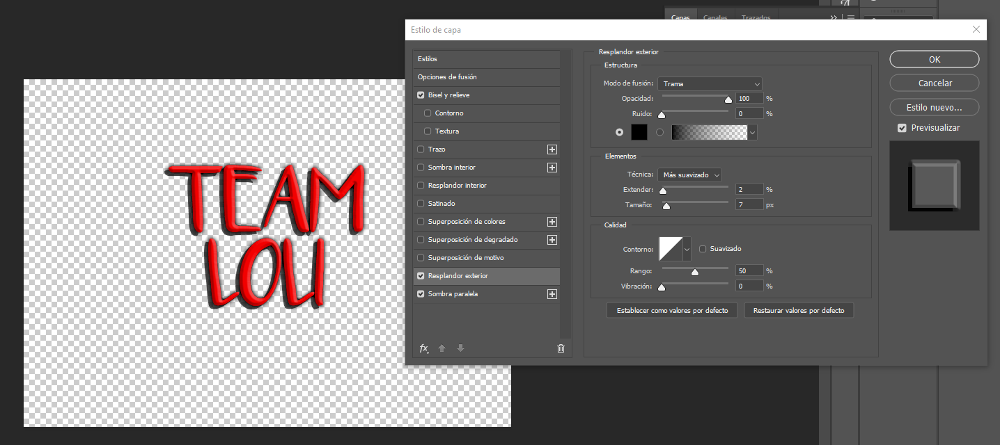 Capas Canales Trazados
Estilo de capa
Estilos
Opciones de fusión
Bisel y relieve
Contorno
Textura
Trazo
Sombra interior
Resplandor interior
Satinado
Superposición de colores
Superposición de degradado
Superposición de motivo
Resplandor exterior
Sombra paralela
fx
Resplandor exterior
Estructura
Modo de fusión: Trama
Opacidad: 100 %
Ruido: 0 %
Elementos
Técnica: Más suavizado
Extender: 2 %
Tamaño: 7 px
Calidad
Contorno: Suavizado
Rango: 50 %
Vibración: 0 %
Establecer como valores por defecto Restaurar valores por defecto
OK
Cancelar
Estilo nuevo...
Previsualizar
TEAM
LOLI